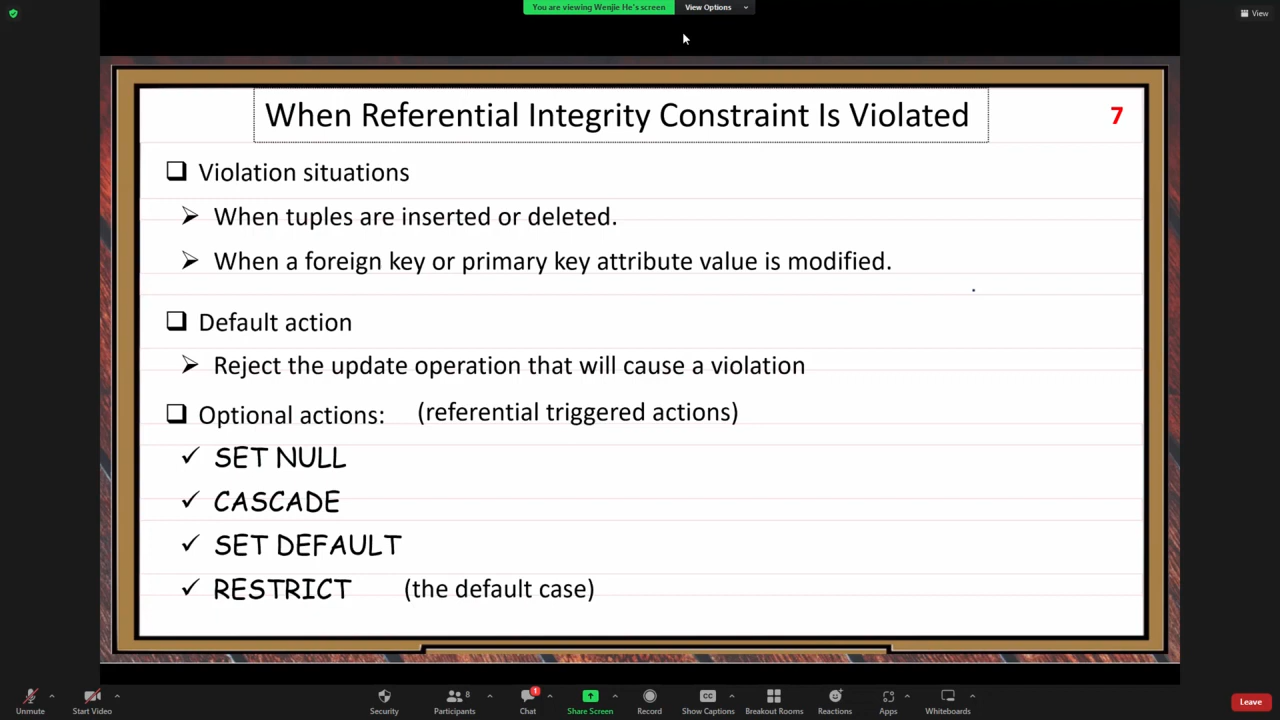 You are viewing Wenjie He's screen
View Options
View
When Referential Integrity Constraint Is Violated
7
Violation situations
When tuples are inserted or deleted.
When a foreign key or primary key attribute value is modified.
Default action
Reject the update operation that will cause a violation
Optional actions: (referential triggered actions)
SET NULL
CASCADE
SET DEFAULT
RESTRICT (the default case)
8
1
Unmute
Start Video
Security
Participants
Chat
Share Screen
Record
Show Captions
Breakout Rooms
Reactions
Apps
Whiteboards
Leave